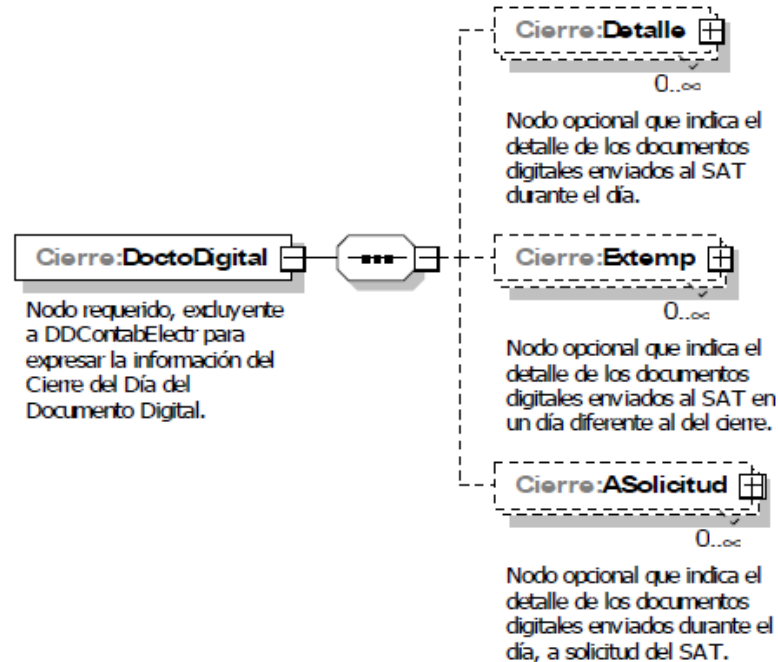 Cierre:Detalle
0..∞
Nodo opcional que indica el
detalle de los documentos
digitales enviados al SAT
durante el día.
Cierre:DoctoDigital
Nodo requerido, excluyente
a DDContabElectr para
expresar la información del
Cierre del Día del
Documento Digital.
Cierre:Extemp
0..∞
Nodo opcional que indica el
detalle de los documentos
digitales enviados al SAT en
un día diferente al del cierre.
Cierre:ASolicitud
0..∞
Nodo opcional que indica el
detalle de los documentos
digitales enviados durante el
día, a solicitud del SAT.